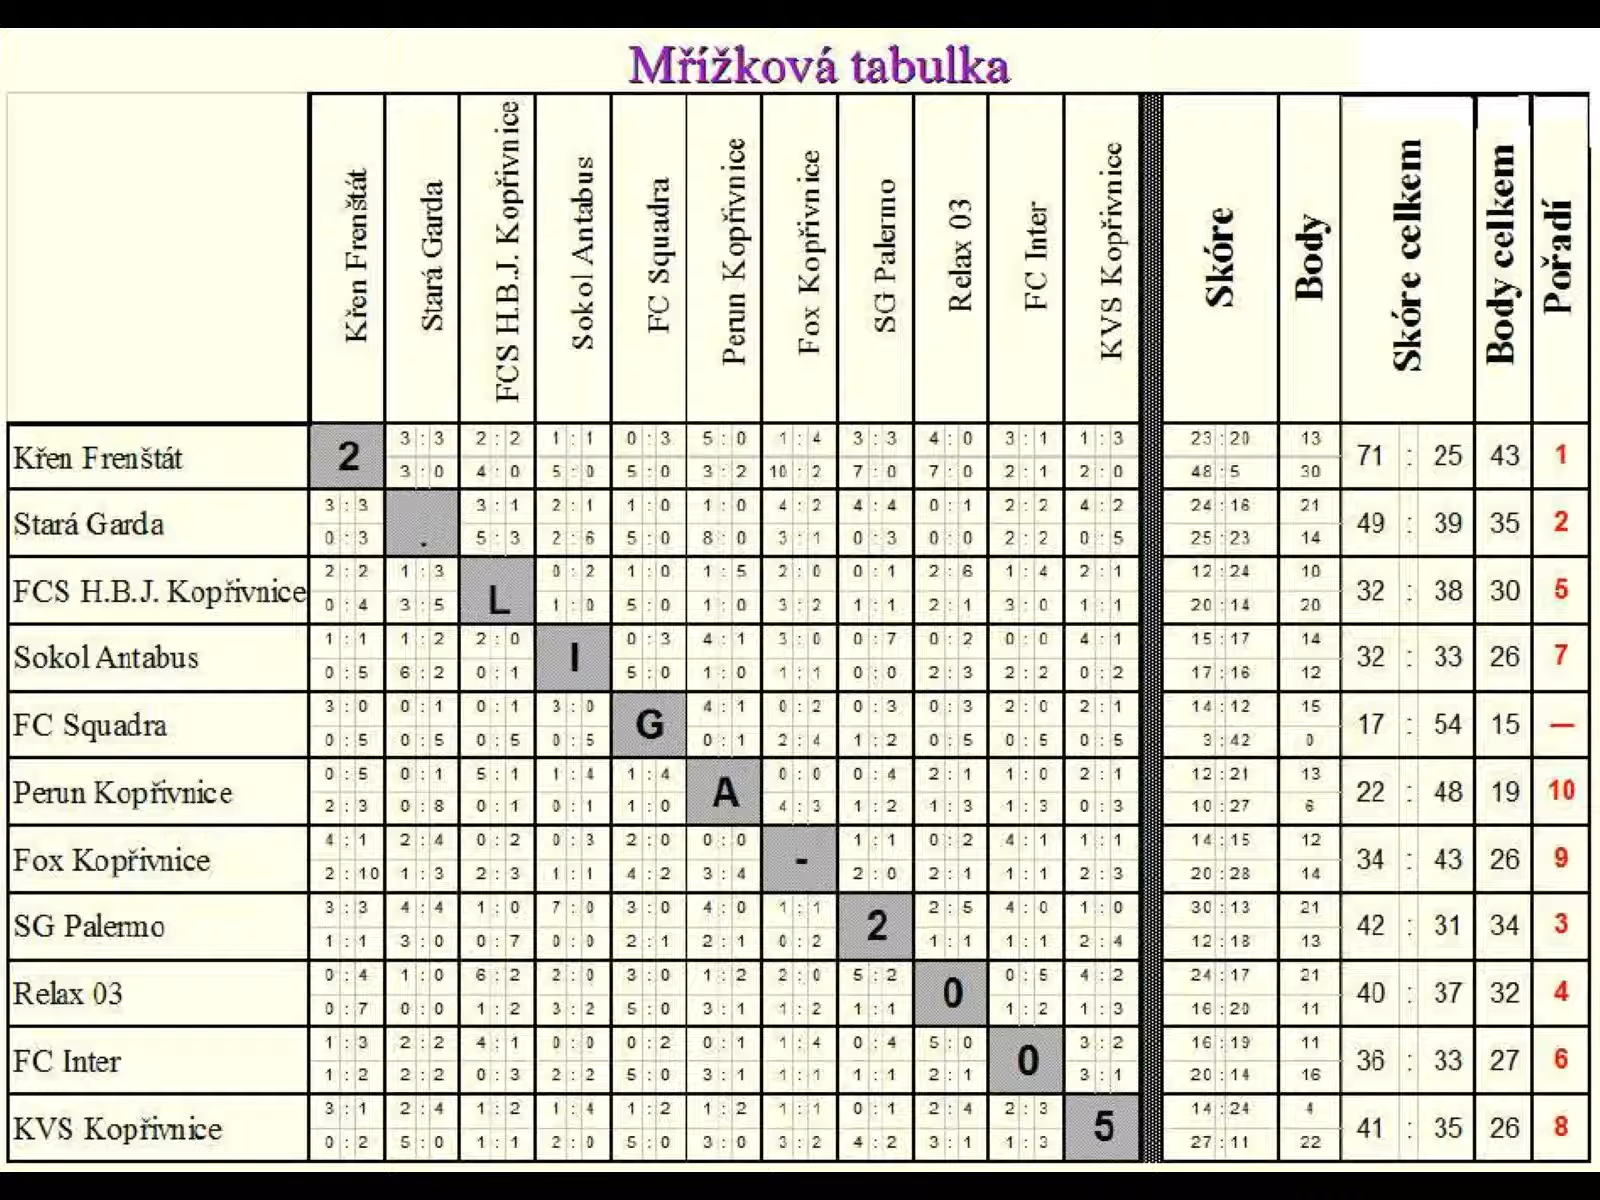 Mřížková tabulka
Křen Frenštát Stará Garda FCS H.B.J. Kopřivnice Sokol Antabus FC Squadra Perun Kopřivnice Fox Kopřivnice SG Palermo Relax 03 FC Inter KVS Kopřivnice Skóre Body Skóre celkem Body celkem Pořadí
3 : 3 2 : 2 1 : 1 0 : 3 5 : 0 1 : 4 3 : 3 4 : 0 3 : 1 1 : 3 23 : 20 13
Křen Frenštát 2 71 : 25 43 1
3 : 0 4 : 0 5 : 0 5 : 0 3 : 2 10 : 2 7 : 0 7 : 0 2 : 1 2 : 0 48 : 5 30
3 : 3 3 : 1 2 : 1 1 : 0 1 : 0 4 : 2 4 : 4 0 : 1 2 : 2 4 : 2 24 : 16 21
Stará Garda . 49 : 39 35 2
0 : 3 5 : 3 2 : 6 5 : 0 8 : 0 3 : 1 0 : 3 0 : 0 2 : 2 0 : 5 25 : 23 14
2 : 2 1 : 3 0 : 2 1 : 0 1 : 5 2 : 0 0 : 1 2 : 6 1 : 4 2 : 1 12 : 24 10
FCS H.B.J. Kopřivnice L 32 : 38 30 5
0 : 4 3 : 5 1 : 0 5 : 0 1 : 0 3 : 2 1 : 1 2 : 1 3 : 0 1 : 1 20 : 14 20
1 : 1 1 : 2 2 : 0 0 : 3 4 : 1 3 : 0 0 : 7 0 : 2 0 : 0 4 : 1 15 : 17 14
Sokol Antabus I 32 : 33 26 7
0 : 5 6 : 2 0 : 1 5 : 0 1 : 0 1 : 1 0 : 0 2 : 3 2 : 2 0 : 2 17 : 16 12
3 : 0 0 : 1 0 : 1 3 : 0 4 : 1 0 : 2 0 : 3 0 : 3 2 : 0 2 : 1 14 : 12 15
FC Squadra G 17 : 54 15 —
0 : 5 0 : 5 0 : 5 0 : 5 0 : 1 2 : 4 1 : 2 0 : 5 0 : 5 0 : 5 3 : 42 0
0 : 5 0 : 1 5 : 1 1 : 4 1 : 4 0 : 0 0 : 4 2 : 1 1 : 0 2 : 1 12 : 21 13
Perun Kopřivnice A 22 : 48 19 10
2 : 3 0 : 8 0 : 1 0 : 1 1 : 0 4 : 3 1 : 2 1 : 3 1 : 3 0 : 3 10 : 27 6
4 : 1 2 : 4 0 : 2 0 : 3 2 : 0 0 : 0 1 : 1 0 : 2 4 : 1 1 : 1 14 : 15 12
Fox Kopřivnice - 34 : 43 26 9
2 : 10 1 : 3 2 : 3 1 : 1 4 : 2 3 : 4 2 : 0 2 : 1 1 : 1 2 : 3 20 : 28 14
3 : 3 4 : 4 1 : 0 7 : 0 3 : 0 4 : 0 1 : 1 2 : 5 4 : 0 1 : 0 30 : 13 21
SG Palermo 2 42 : 31 34 3
1 : 1 3 : 0 0 : 7 0 : 0 2 : 1 2 : 1 0 : 2 1 : 1 1 : 1 2 : 4 12 : 18 13
0 : 4 1 : 0 6 : 2 2 : 0 3 : 0 1 : 2 2 : 0 5 : 2 0 : 5 4 : 2 24 : 17 21
Relax 03 0 40 : 37 32 4
0 : 7 0 : 0 1 : 2 3 : 2 5 : 0 3 : 1 1 : 2 1 : 1 1 : 2 1 : 3 16 : 20 11
1 : 3 2 : 2 4 : 1 0 : 0 0 : 2 0 : 1 1 : 4 0 : 4 5 : 0 3 : 2 16 : 19 11
FC Inter 0 36 : 33 27 6
1 : 2 2 : 2 0 : 3 2 : 2 5 : 0 3 : 1 1 : 1 1 : 1 2 : 1 3 : 1 20 : 14 16
3 : 1 2 : 4 1 : 2 1 : 4 1 : 2 1 : 2 1 : 1 0 : 1 2 : 4 2 : 3 14 : 24 4
KVS Kopřivnice 5 41 : 35 26 8
0 : 2 5 : 0 1 : 1 2 : 0 5 : 0 3 : 0 3 : 2 4 : 2 3 : 1 1 : 3 27 : 11 22